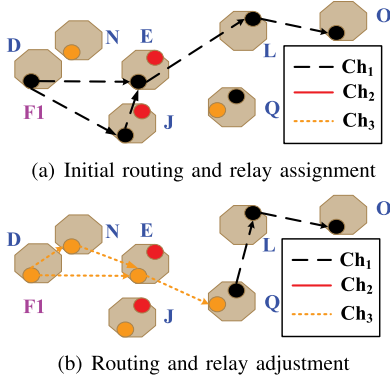 D
N
E
L
O
F1
J
Q
Ch1
Ch2
Ch3
(a) Initial routing and relay assignment
D
N
E
L
O
F1
J
Q
Ch1
Ch2
Ch3
(b) Routing and relay adjustment